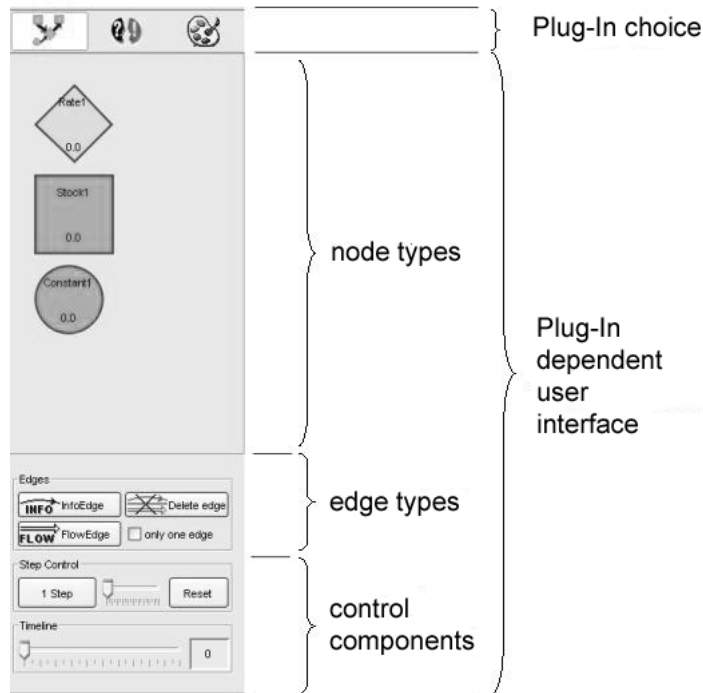 Plug-In choice
Rate1
0.0
Stock1
0.0
Constant1
0.0
node types
Plug-In
dependent
user
interface
Edges
INFO InfoEdge
Delete edge
FLOW FlowEdge
only one edge
edge types
Step Control
1 Step
Reset
Timeline
0
control
components